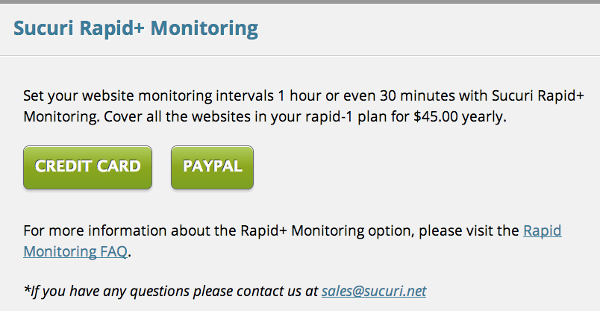 Sucuri Rapid+ Monitoring
Set your website monitoring intervals 1 hour or even 30 minutes with Sucuri Rapid+
Monitoring. Cover all the websites in your rapid-1 plan for $45.00 yearly.
CREDIT CARD PAYPAL
For more information about the Rapid+ Monitoring option, please visit the Rapid
Monitoring FAQ.
*If you have any questions please contact us at sales@sucuri.net